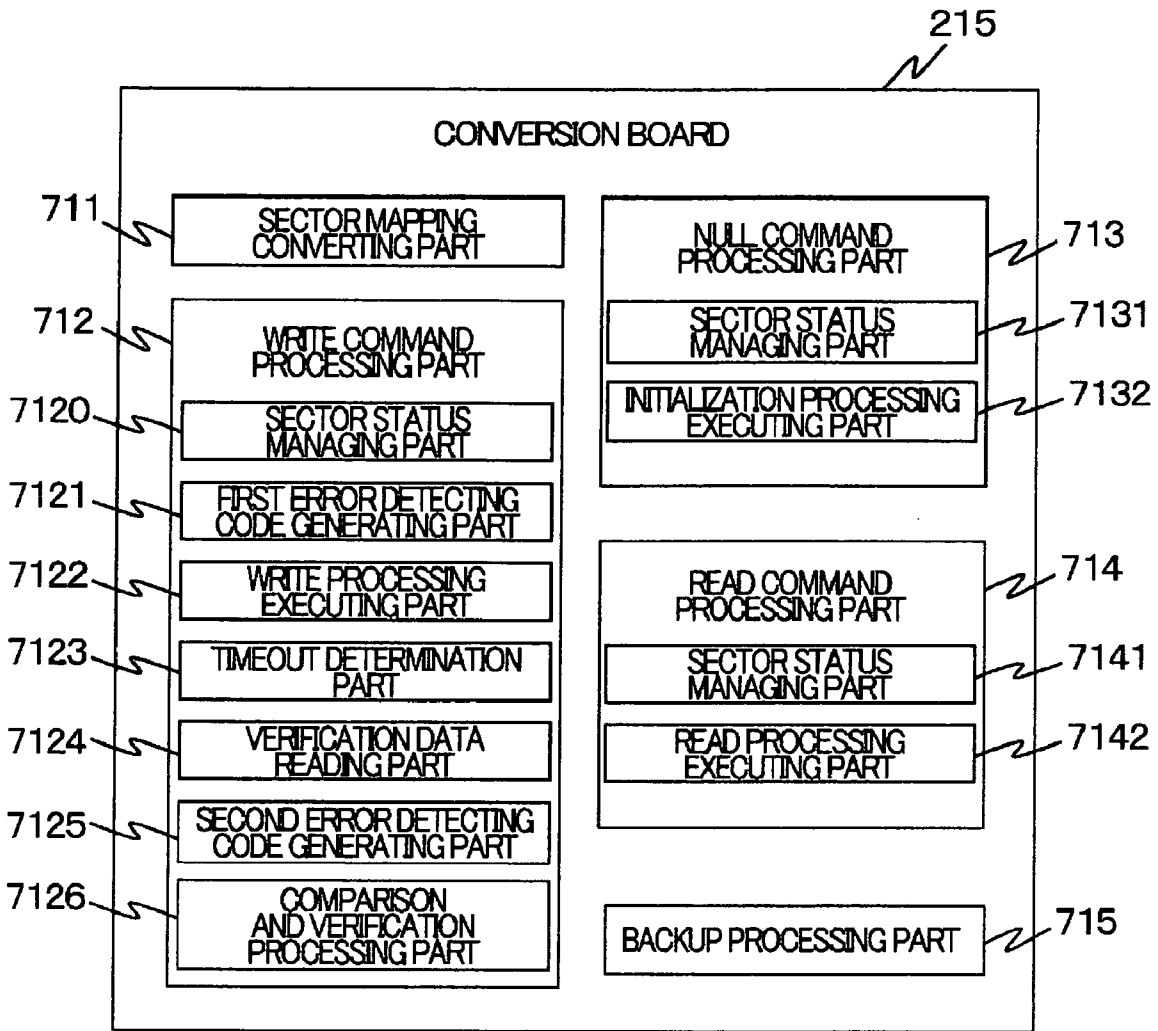 215
CONVERSION BOARD
711
SECTOR MAPPING
CONVERTING PART
712
WRITE COMMAND
PROCESSING PART
7120
SECTOR STATUS
MANAGING PART
7121
FIRST ERROR DETECTING
CODE GENERATING PART
7122
WRITE PROCESSING
EXECUTING PART
7123
TIMEOUT DETERMINATION
PART
7124
VERIFICATION DATA
READING PART
7125
SECOND ERROR DETECTING
CODE GENERATING PART
7126
COMPARISON
AND VERIFICATION
PROCESSING PART
NULL COMMAND
PROCESSING PART
713
SECTOR STATUS
MANAGING PART
7131
INITIALIZATION PROCESSING
EXECUTING PART
7132
READ COMMAND
PROCESSING PART
714
SECTOR STATUS
MANAGING PART
7141
READ PROCESSING
EXECUTING PART
7142
BACKUP PROCESSING PART
715